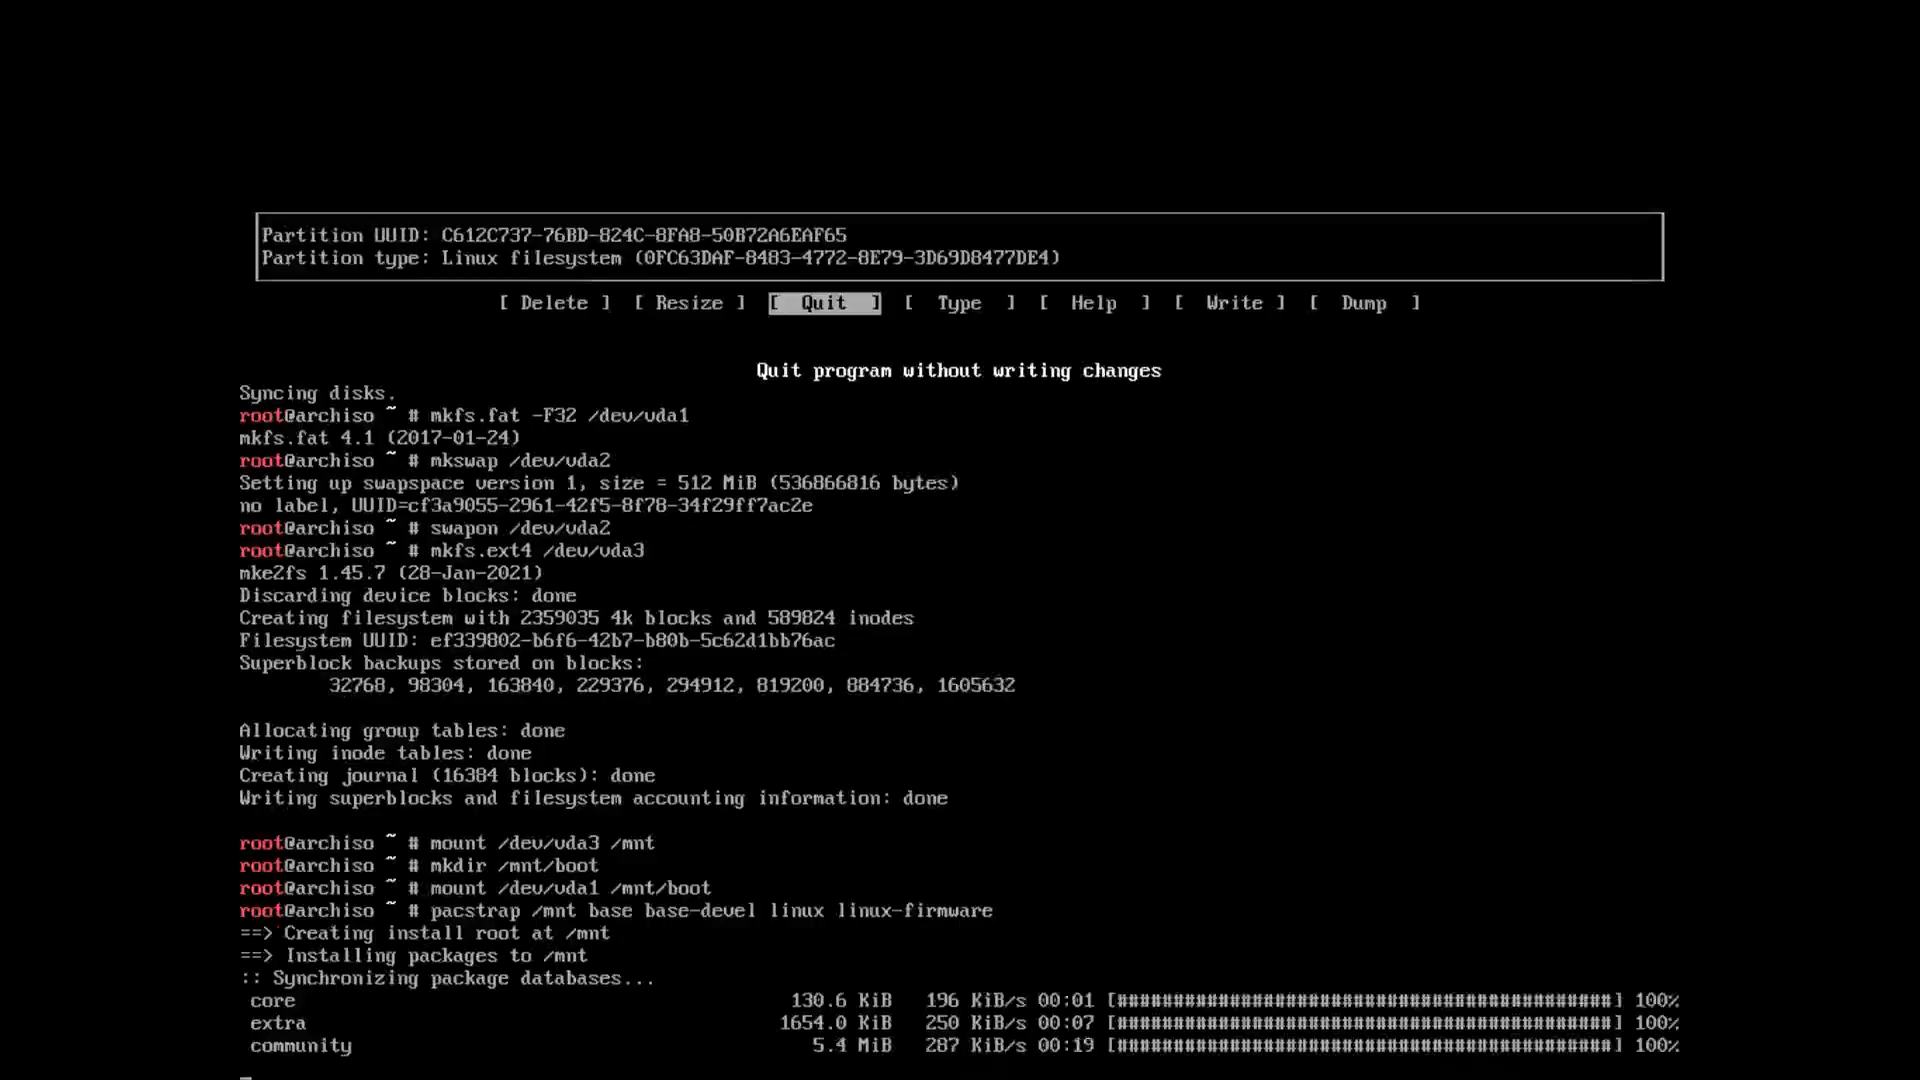 Partition UUID: C612C737-76BD-824C-8FA8-50B72A6EAF65
Partition type: Linux filesystem (0FC63DAF-8483-4772-8E79-3D69D8477DE4)
[ Delete ] [ Resize ] [ Quit ] [ Type ] [ Help ] [ Write ] [ Dump ]
Quit program without writing changes
Syncing disks.
root@archiso ~ # mkfs.fat -F32 /dev/vda1
mkfs.fat 4.1 (2017-01-24)
root@archiso ~ # mkswap /dev/vda2
Setting up swapspace version 1, size = 512 MiB (536866816 bytes)
no label, UUID=cf3a9055-2961-42f5-8f78-34f29ff7ac2e
root@archiso ~ # swapon /dev/vda2
root@archiso ~ # mkfs.ext4 /dev/vda3
mke2fs 1.45.7 (28-Jan-2021)
Discarding device blocks: done
Creating filesystem with 2359035 4k blocks and 589824 inodes
Filesystem UUID: ef339802-b6f6-42b7-b80b-5c62d1bb76ac
Superblock backups stored on blocks:
32768, 98304, 163840, 229376, 294912, 819200, 884736, 1605632
Allocating group tables: done
Writing inode tables: done
Creating journal (16384 blocks): done
Writing superblocks and filesystem accounting information: done
root@archiso ~ # mount /dev/vda3 /mnt
root@archiso ~ # mkdir /mnt/boot
root@archiso ~ # mount /dev/vda1 /mnt/boot
root@archiso ~ # pacstrap /mnt base base-devel linux linux-firmware
==> Creating install root at /mnt
==> Installing packages to /mnt
:: Synchronizing package databases...
core 130.6 KiB 196 KiB/s 00:01 [############################################] 100%
extra 1654.0 KiB 250 KiB/s 00:07 [############################################] 100%
community 5.4 MiB 287 KiB/s 00:19 [############################################] 100%